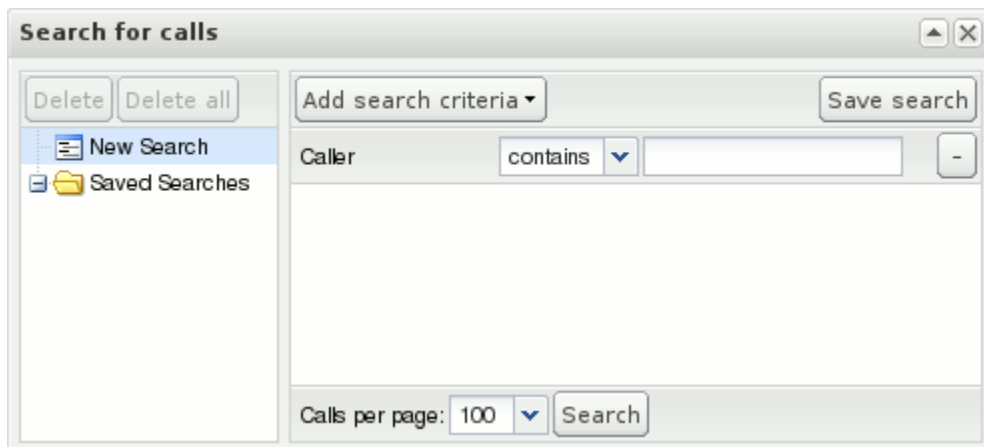 Search for calls
Delete Delete all
New Search
Saved Searches
Add search criteria Save search
Caller contains -
Calls per page: 100 Search